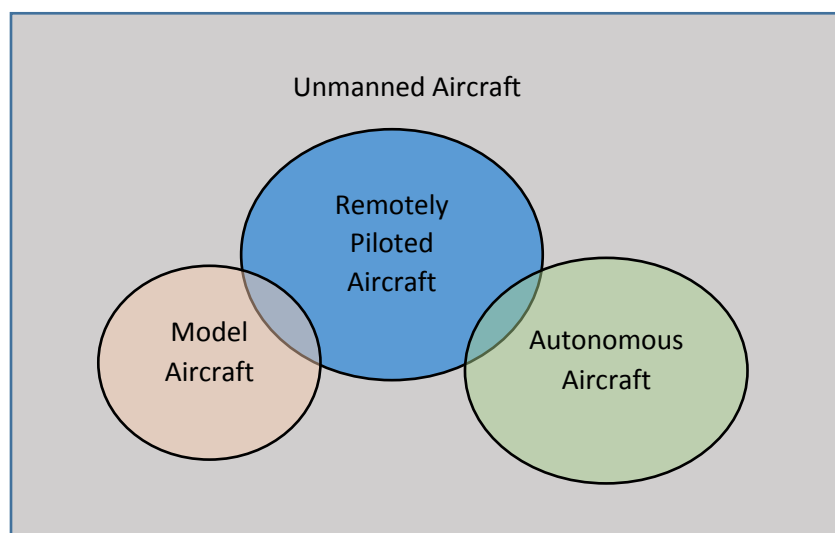 Unmanned Aircraft
Remotely
Piloted
Aircraft
Model
Aircraft
Autonomous
Aircraft